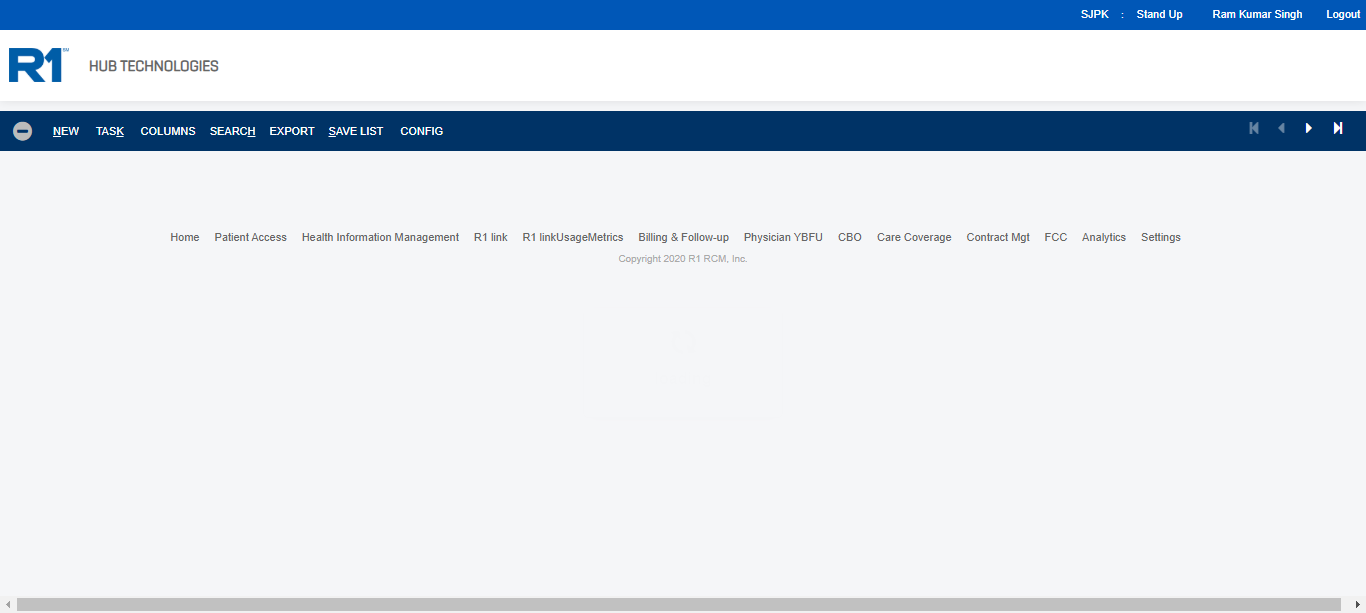 SJPK : Stand Up Ram Kumar Singh Logout
R1 SM HUB TECHNOLOGIES
NEW TASK COLUMNS SEARCH EXPORT SAVE LIST CONFIG
Home Patient Access Health Information Management R1 link R1 linkUsageMetrics Billing & Follow-up Physician YBFU CBO Care Coverage Contract Mgt FCC Analytics Settings
Copyright 2020 R1 RCM, Inc.